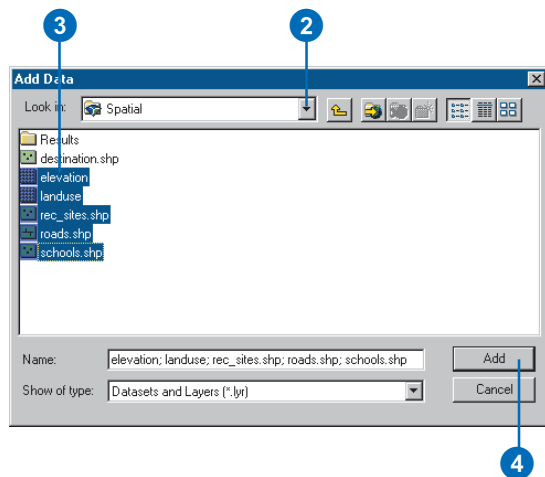 3
2
Add Data
Look in: Spatial
Results
destination.shp
elevation
landuse
rec_sites.shp
roads.shp
schools.shp
Name: elevation; landuse; rec_sites.shp; roads.shp; schools.shp Add
Show of type: Datasets and Layers (*.lyr) Cancel
4